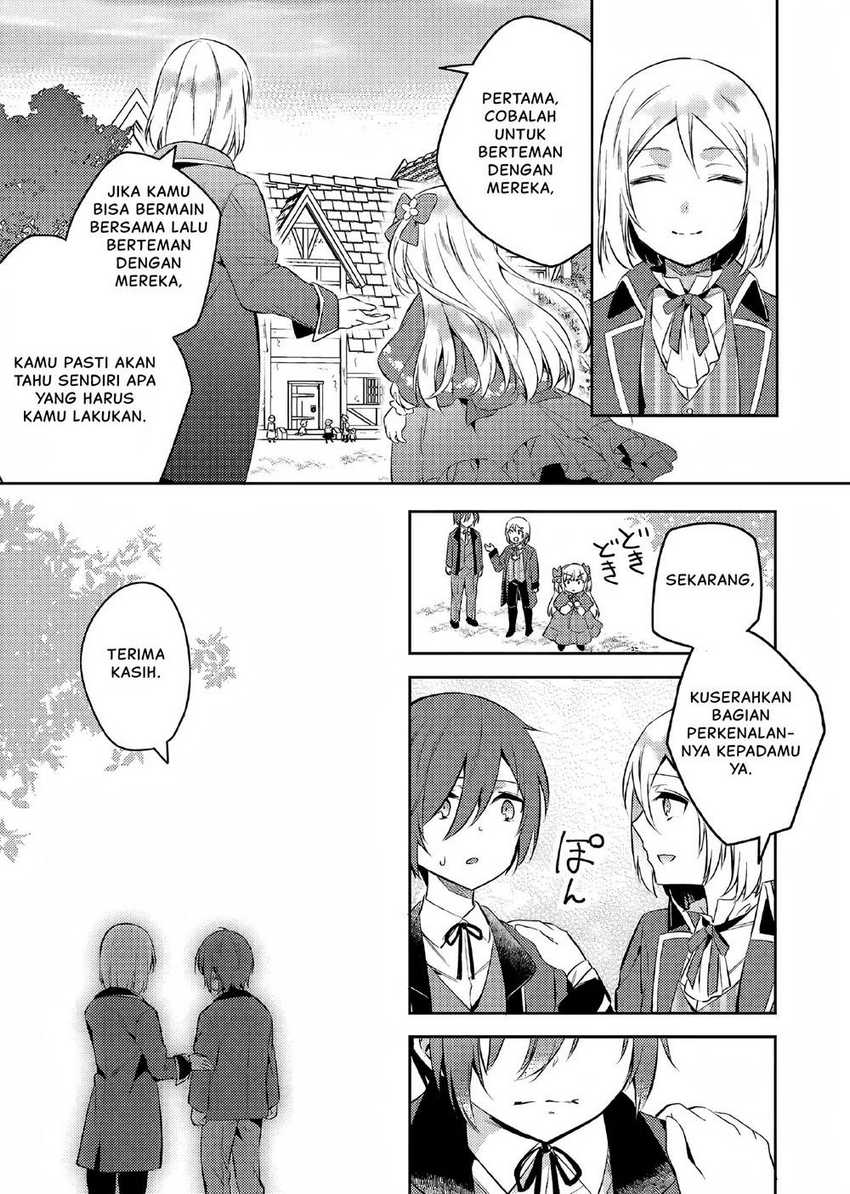 PERTAMA,
COBALAH
UNTUK
BERTEMAN
DENGAN
MEREKA,
JIKA KAMU
BISA BERMAIN
BERSAMA LALU
BERTEMAN
DENGAN
MEREKA,
KAMU PASTI AKAN
TAHU SENDIRI APA
YANG HARUS
KAMU LAKUKAN.
SEKARANG,
どき
どき
KUSERAHKAN
BAGIAN
PERKENALAN-
NYA KEPADAMU
YA.
ぽん
TERIMA
KASIH.